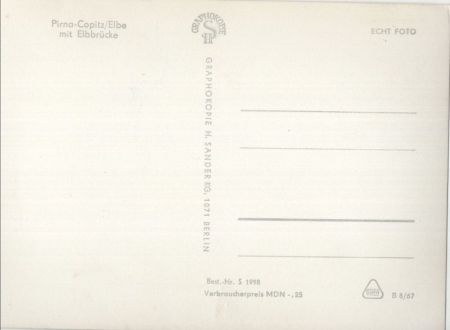 Pirna-Copitz/Elbe
mit Elbbrücke
GRAPHOKOPIE
ECHT FOTO
GRAPHOKOPIE H. SANDER KG, 1071 BERLIN
Best.-Nr. S 1998
Verbraucherpreis MDN -,25
B 8/67